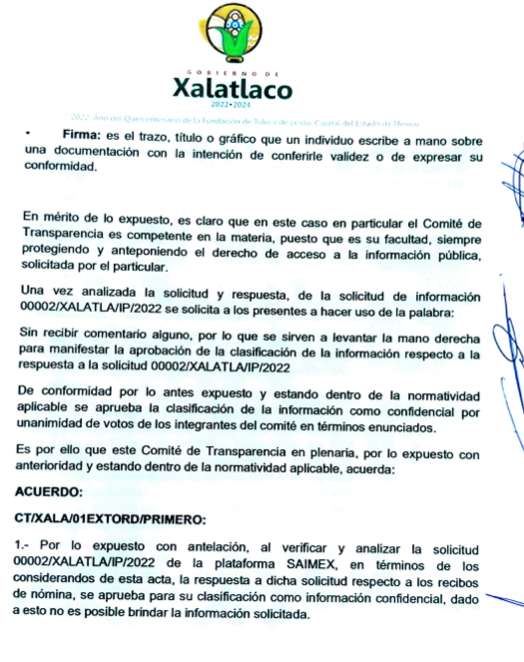 GOBIERNO DE
Xalatlaco
2022-2024
2022. Año del Quincentenario de la Fundación de Toluca de Lerdo, Capital del Estado de México
• Firma: es el trazo, título o gráfico que un individuo escribe a mano sobre
una documentación con la intención de conferirle validez o de expresar su
conformidad.
En mérito de lo expuesto, es claro que en este caso en particular el Comité de
Transparencia es competente en la materia, puesto que es su facultad, siempre
protegiendo y anteponiendo el derecho de acceso a la información pública,
solicitada por el particular.
Una vez analizada la solicitud y respuesta, de la solicitud de información
00002/XALATLA/IP/2022 se solicita a los presentes a hacer uso de la palabra:
Sin recibir comentario alguno, por lo que se sirven a levantar la mano derecha
para manifestar la aprobación de la clasificación de la información respecto a la
respuesta a la solicitud 00002/XALATLA/IP/2022
De conformidad por lo antes expuesto y estando dentro de la normatividad
aplicable se aprueba la clasificación de la información como confidencial por
unanimidad de votos de los integrantes del comité en términos enunciados.
Es por ello que este Comité de Transparencia en plenaria, por lo expuesto con
anterioridad y estando dentro de la normatividad aplicable, acuerda:
ACUERDO:
CT/XALA/01EXTORD/PRIMERO:
1.- Por lo expuesto con antelación, al verificar y analizar la solicitud
00002/XALATLA/IP/2022 de la plataforma SAIMEX, en términos de los
considerandos de esta acta, la respuesta a dicha solicitud respecto a los recibos
de nómina, se aprueba para su clasificación como información confidencial, dado
a esto no es posible brindar la información solicitada.